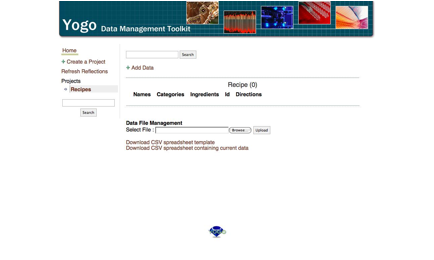 Yogo Data Management Toolkit
Home
Create a Project
Refresh Reflections
Projects
Recipes
Search
Search
Add Data
Recipe (0)
Names Categories Ingredients Id Directions
Data File Management
Select File : Browse... Upload
Download CSV spreadsheet template
Download CSV spreadsheet containing current data